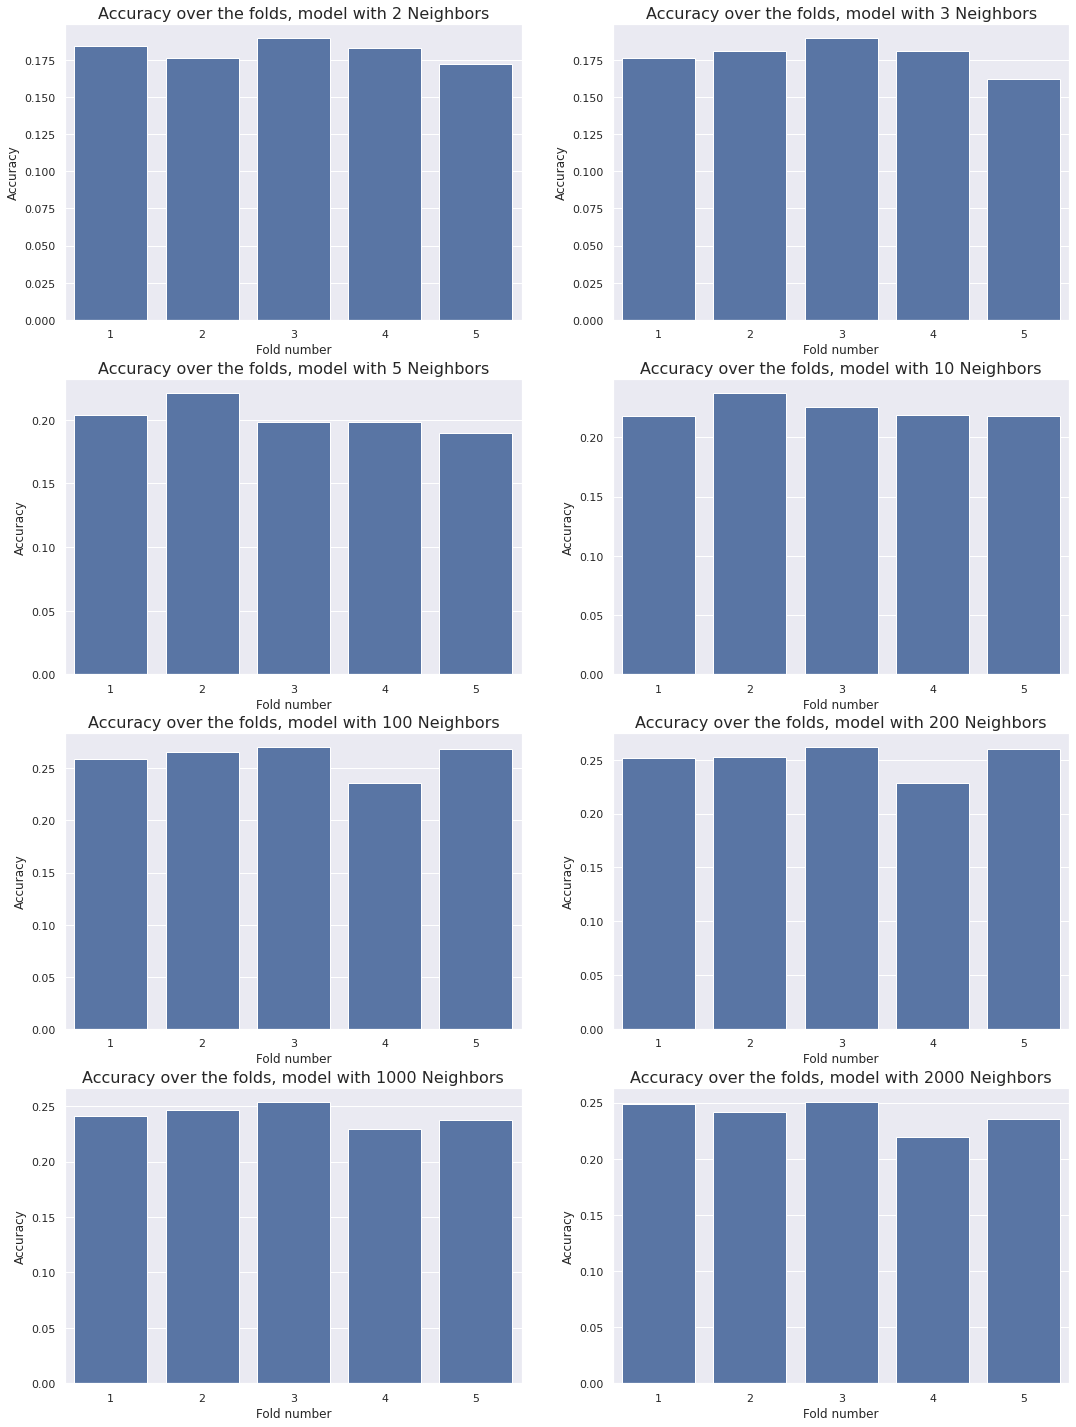 Accuracy over the folds, model with 2 Neighbors
0.175
0.150
0.125
0.100
0.075
0.050
0.025
0.000
Accuracy
1 2 3 4 5
Fold number
Accuracy over the folds, model with 3 Neighbors
0.175
0.150
0.125
0.100
0.075
0.050
0.025
0.000
Accuracy
1 2 3 4 5
Fold number
Accuracy over the folds, model with 5 Neighbors
0.20
0.15
0.10
0.05
0.00
Accuracy
1 2 3 4 5
Fold number
Accuracy over the folds, model with 10 Neighbors
0.20
0.15
0.10
0.05
0.00
Accuracy
1 2 3 4 5
Fold number
Accuracy over the folds, model with 100 Neighbors
0.25
0.20
0.15
0.10
0.05
0.00
Accuracy
1 2 3 4 5
Fold number
Accuracy over the folds, model with 200 Neighbors
0.25
0.20
0.15
0.10
0.05
0.00
Accuracy
1 2 3 4 5
Fold number
Accuracy over the folds, model with 1000 Neighbors
0.25
0.20
0.15
0.10
0.05
0.00
Accuracy
1 2 3 4 5
Fold number
Accuracy over the folds, model with 2000 Neighbors
0.25
0.20
0.15
0.10
0.05
0.00
Accuracy
1 2 3 4 5
Fold number